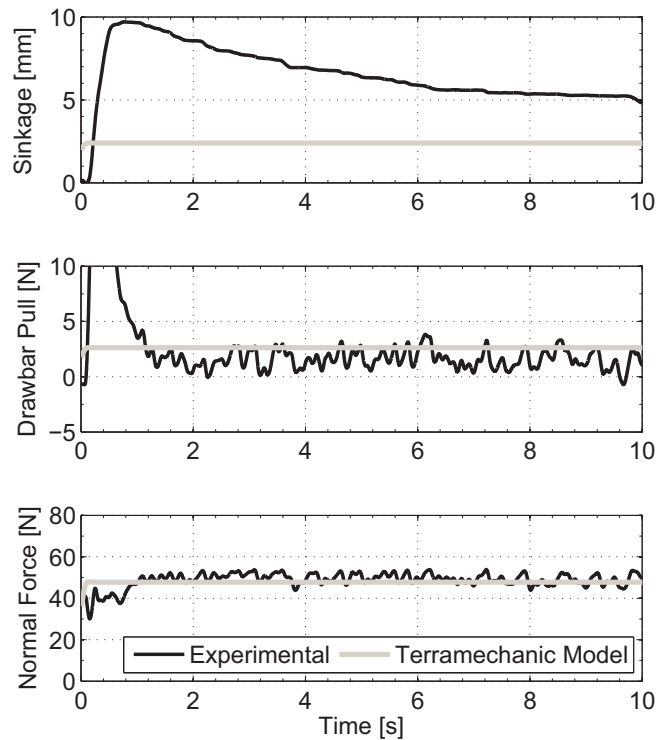 10
5
0
Sinkage [mm]
0 2 4 6 8 10
10
5
0
−5
Drawbar Pull [N]
0 2 4 6 8 10
80
60
40
20
0
Normal Force [N]
Experimental Terramechanic Model
0 2 4 6 8 10
Time [s]